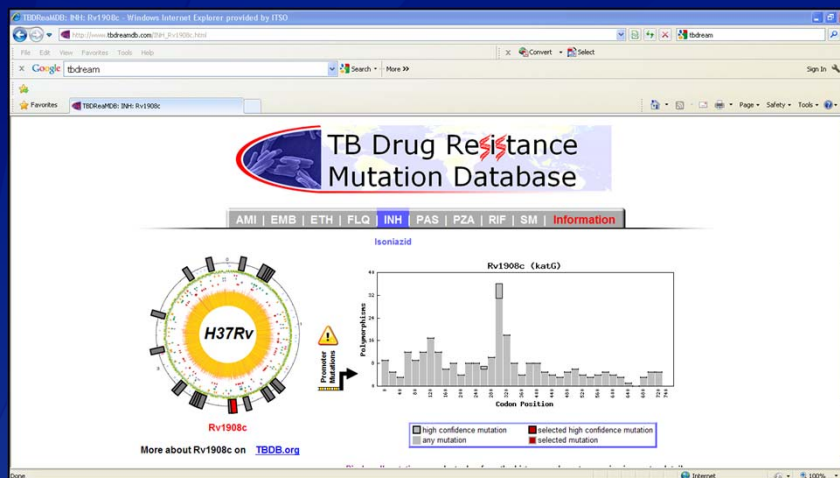 TBDReaMDB: INH: Rv1908c - Windows Internet Explorer provided by ITSO
http://www.tbdreamdb.com/INH_Rv1908c.html
tbdream
File Edit View Favorites Tools Help
x Convert Select
x Google tbdream Search More >> Sign In
Favorites TBDReaMDB: INH: Rv1908c Page Safety Tools
TB Drug Resistance
Mutation Database
AMI | EMB | ETH | FLQ | INH | PAS | PZA | RIF | SM | Information
Isoniazid
Rv1908c (katG)
H37Rv
Promoter
Mutations
Polymorphisms
Codon Position
Rv1908c
high confidence mutation selected high confidence mutation
any mutation selected mutation
More about Rv1908c on TBDB.org
Done Internet 100%